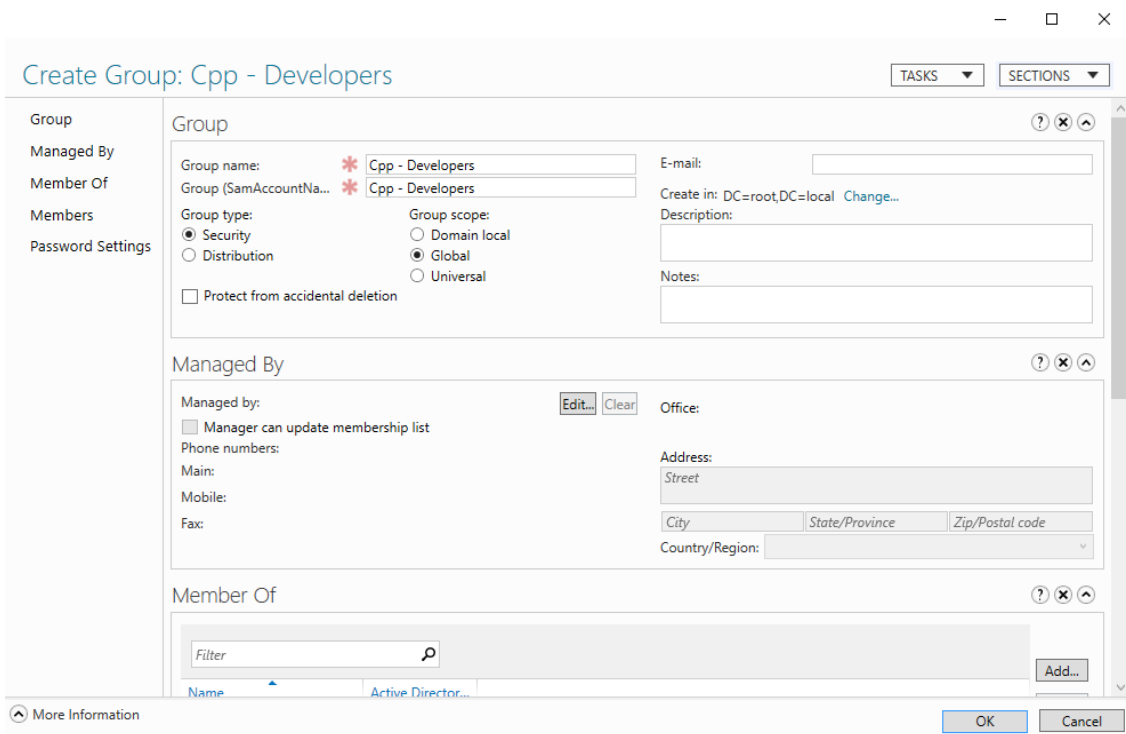 Create Group: Cpp - Developers
TASKS
SECTIONS
Group
Managed By
Member Of
Members
Password Settings
Group
Group name:
Cpp - Developers
Group (SamAccountNa...
Cpp - Developers
Group type:
Security
Distribution
Group scope:
Domain local
Global
Universal
Protect from accidental deletion
E-mail:
Create in: DC=root,DC=local Change...
Description:
Notes:
Managed By
Managed by:
Edit...
Clear
Manager can update membership list
Phone numbers:
Main:
Mobile:
Fax:
Office:
Address:
Street
City
State/Province
Zip/Postal code
Country/Region:
Member Of
Filter
Add...
Name
Active Director...
More Information
OK
Cancel